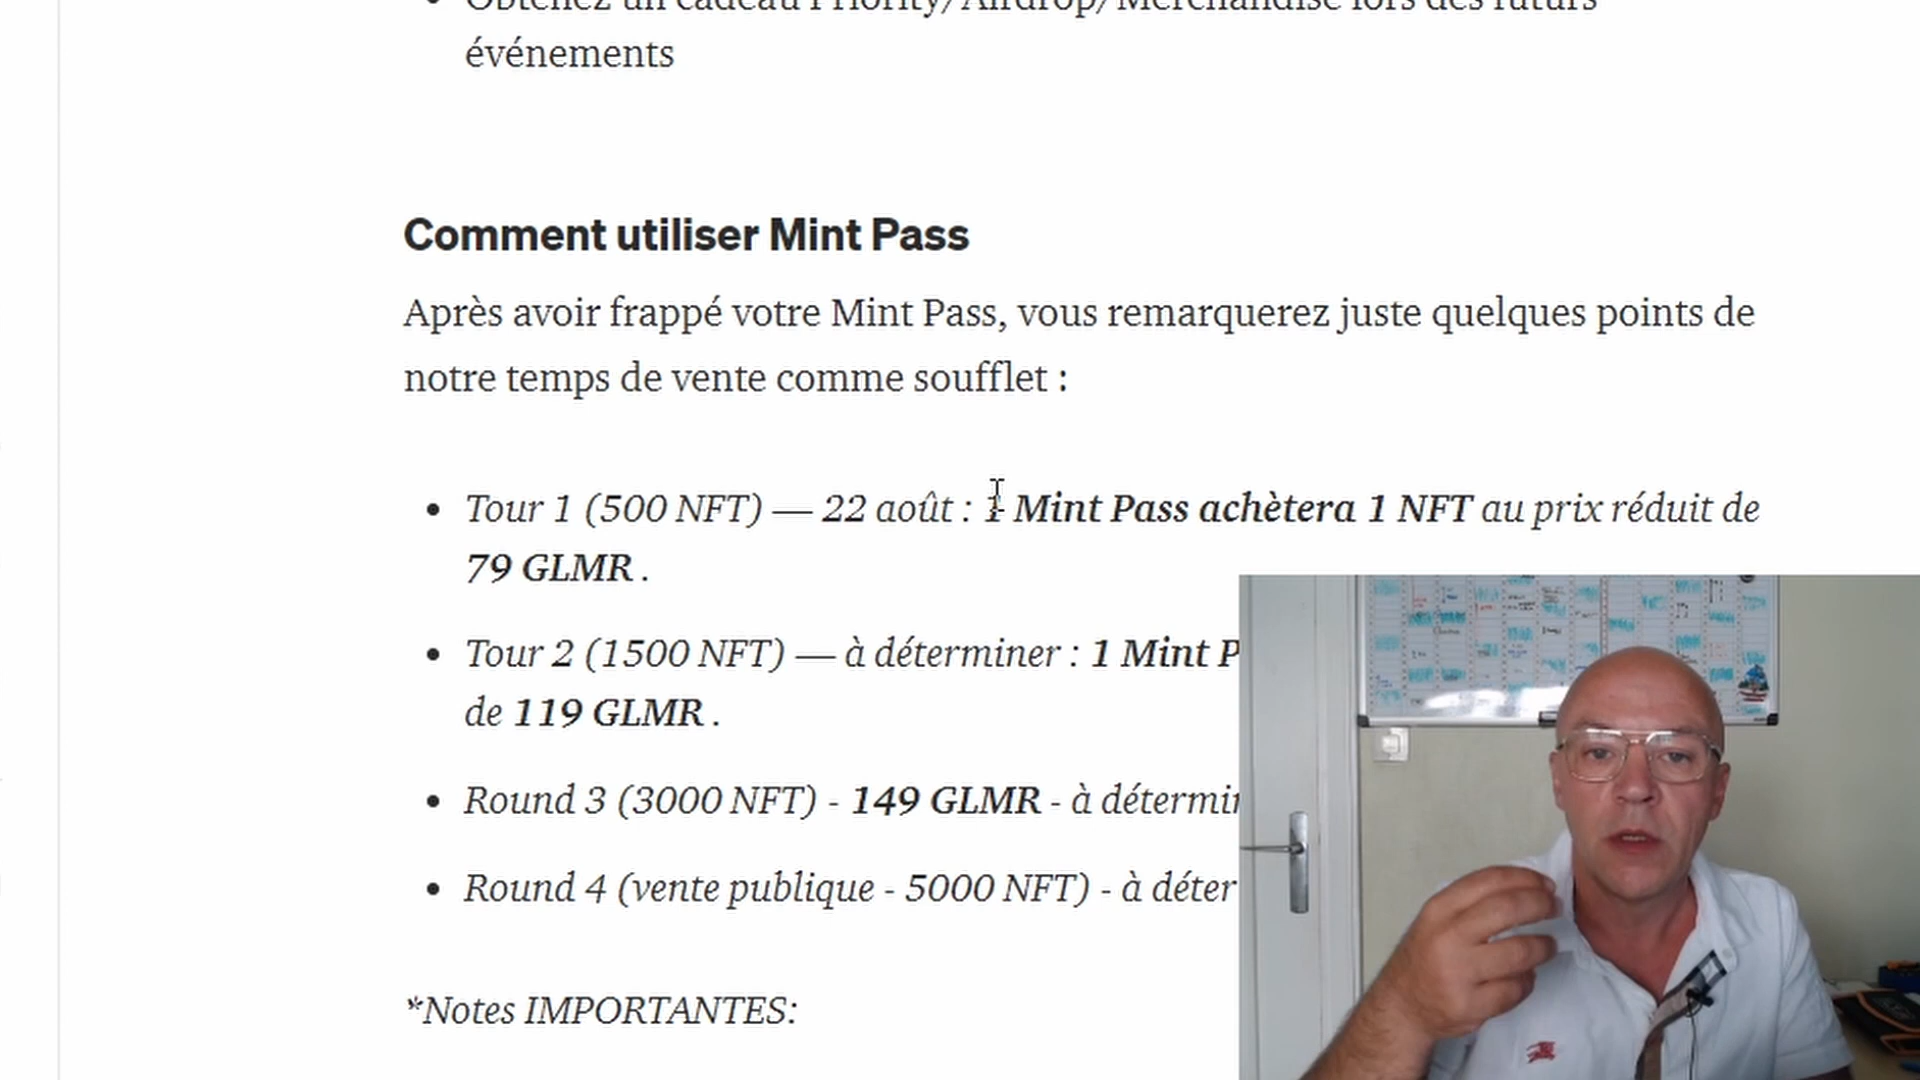 événements
Comment utiliser Mint Pass
Après avoir frappé votre Mint Pass, vous remarquerez juste quelques points de
notre temps de vente comme soufflet :
Tour 1 (500 NFT) — 22 août : 1 Mint Pass achètera 1 NFT au prix réduit de
79 GLMR .
Tour 2 (1500 NFT) — à déterminer : 1 Mint P
de 119 GLMR .
Round 3 (3000 NFT) - 149 GLMR - à détermin
Round 4 (vente publique - 5000 NFT) - à déter
*Notes IMPORTANTES: